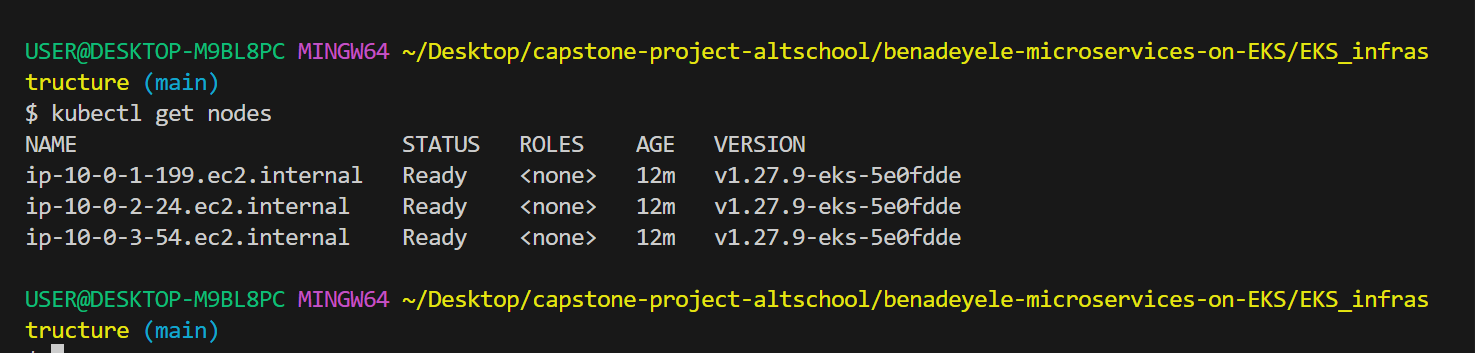 USER@DESKTOP-M9BL8PC MINGW64 ~/Desktop/capstone-project-altschool/benadeyele-microservices-on-EKS/EKS_infras
tructure (main)
$ kubectl get nodes
NAME                         STATUS   ROLES    AGE   VERSION
ip-10-0-1-199.ec2.internal   Ready    <none>   12m   v1.27.9-eks-5e0fdde
ip-10-0-2-24.ec2.internal    Ready    <none>   12m   v1.27.9-eks-5e0fdde
ip-10-0-3-54.ec2.internal    Ready    <none>   12m   v1.27.9-eks-5e0fdde
USER@DESKTOP-M9BL8PC MINGW64 ~/Desktop/capstone-project-altschool/benadeyele-microservices-on-EKS/EKS_infras
tructure (main)